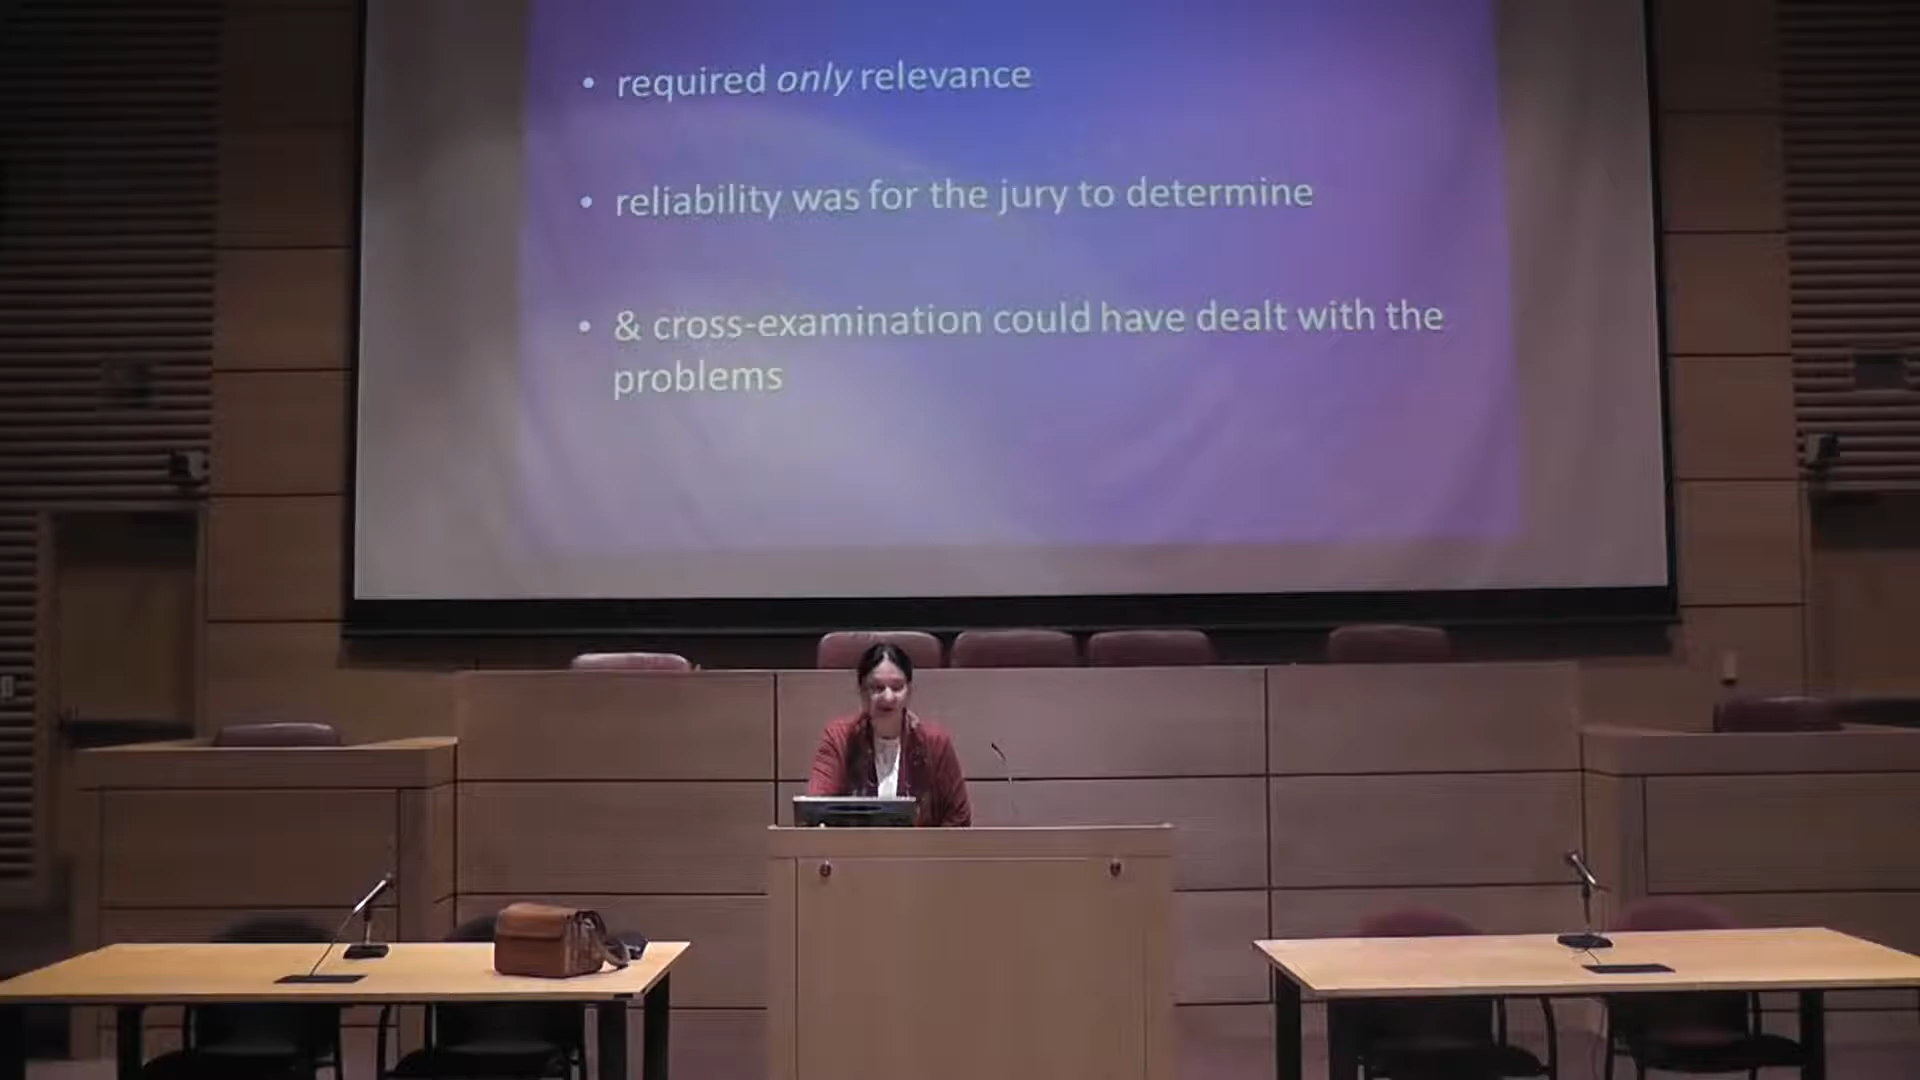 • required only relevance
• reliability was for the jury to determine
• & cross-examination could have dealt with the
problems